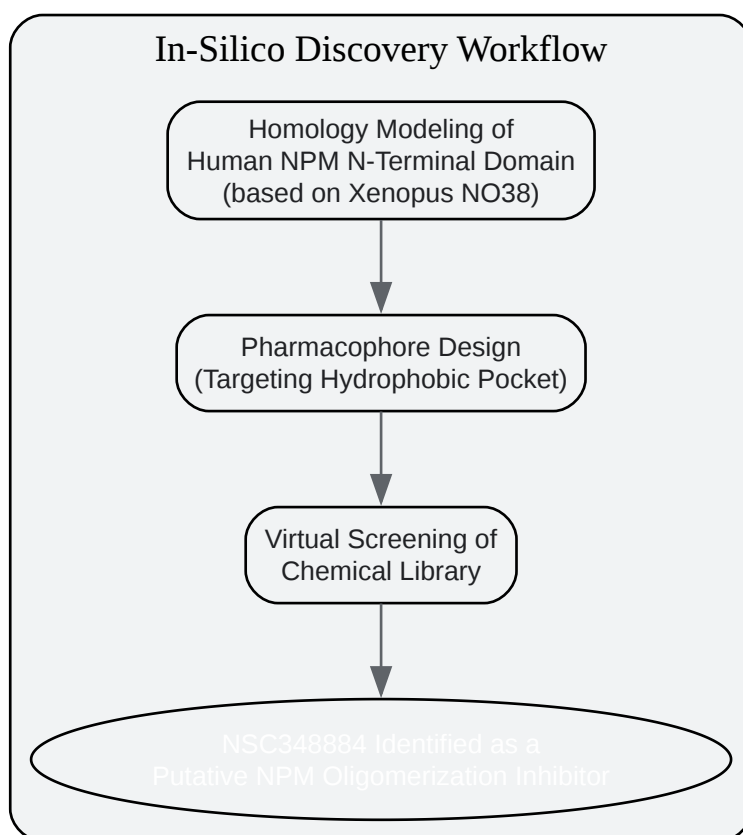 In-Silico Discovery Workflow
Homology Modeling of
Human NPM N-Terminal Domain
(based on Xenopus NO38)
Pharmacophore Design
(Targeting Hydrophobic Pocket)
Virtual Screening of
Chemical Library
NSC348884 Identified as a
Putative NPM Oligomerization Inhibitor